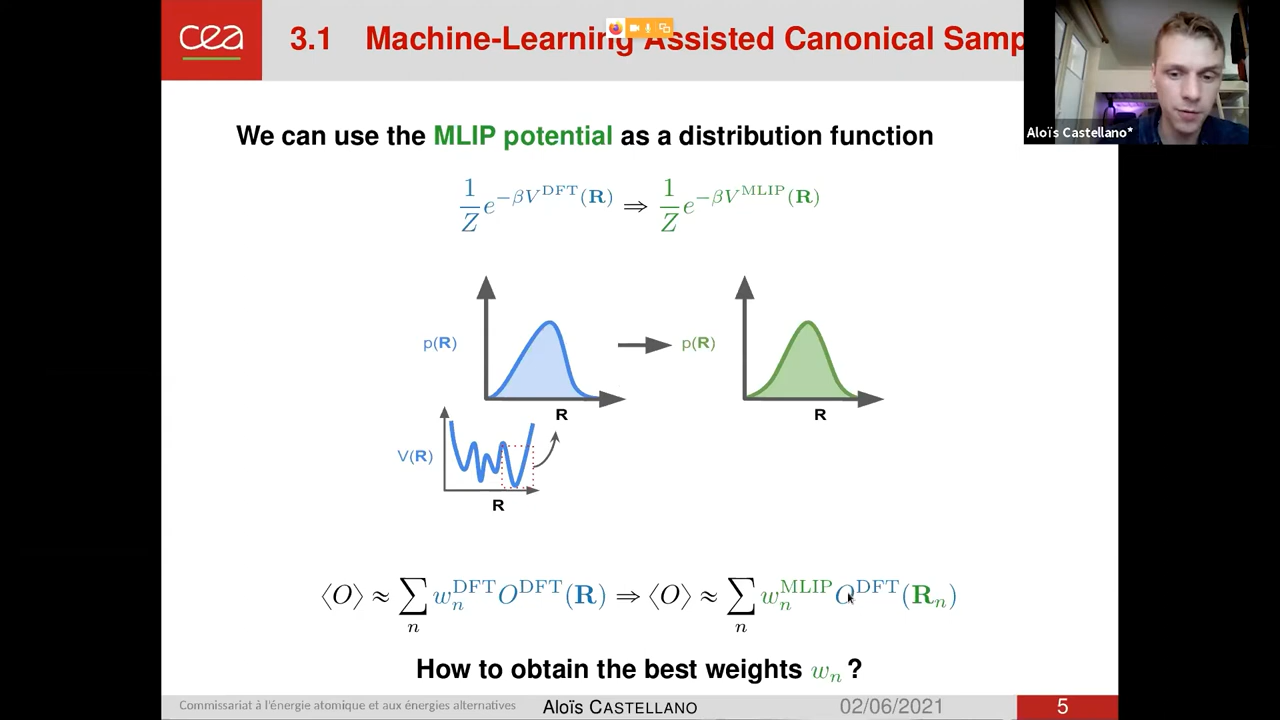 cea
3.1 Machine-Learning Assisted Canonical Samp
Aloïs Castellano*
We can use the MLIP potential as a distribution function
1/Z e^{-βV^{DFT}(R)} ⇒ 1/Z e^{-βV^{MLIP}(R)}
p(R)
R
p(R)
R
V(R)
R
⟨O⟩ ≈ ∑_n w_n^{DFT} O^{DFT}(R) ⇒ ⟨O⟩ ≈ ∑_n w_n^{MLIP} O^{DFT}(R_n)
How to obtain the best weights w_n ?
Commissariat à l'énergie atomique et aux énergies alternatives Aloïs CASTELLANO 02/06/2021 5